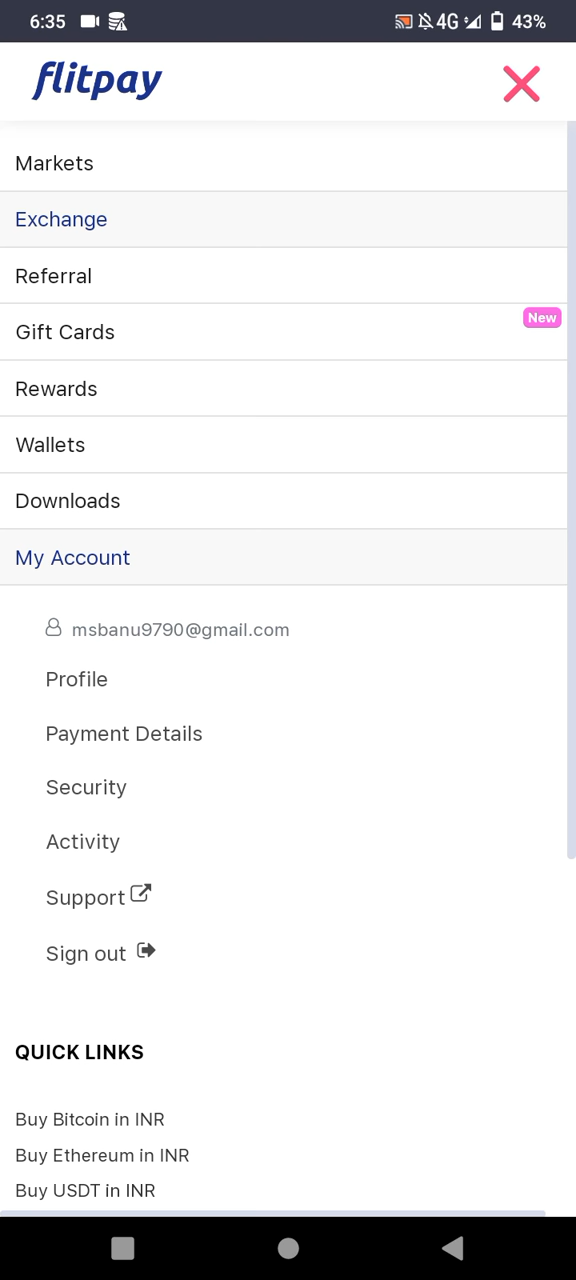 6:35 4G 43%
flitpay
Markets
Exchange
Referral
New
Gift Cards
Rewards
Wallets
Downloads
My Account
msbanu9790@gmail.com
Profile
Payment Details
Security
Activity
Support
Sign out
QUICK LINKS
Buy Bitcoin in INR
Buy Ethereum in INR
Buy USDT in INR